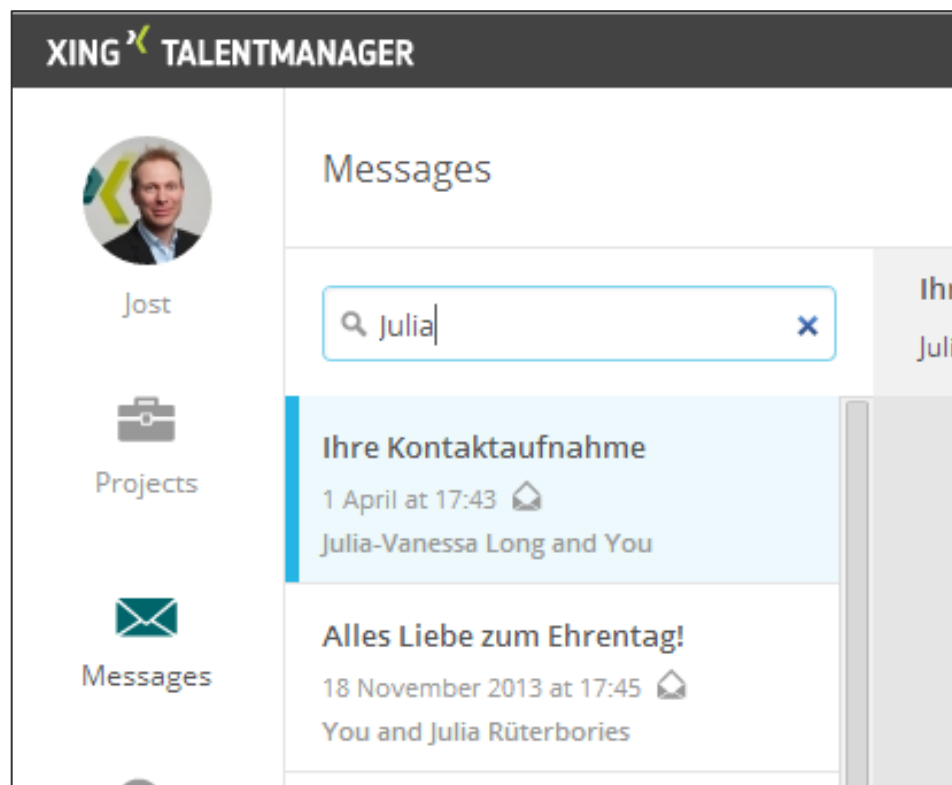 XING TALENTMANAGER
Jost
Projects
Messages
Messages
Julia
Ihre Kontaktaufnahme
1 April at 17:43
Julia-Vanessa Long and You
Alles Liebe zum Ehrentag!
18 November 2013 at 17:45
You and Julia Rüterbories